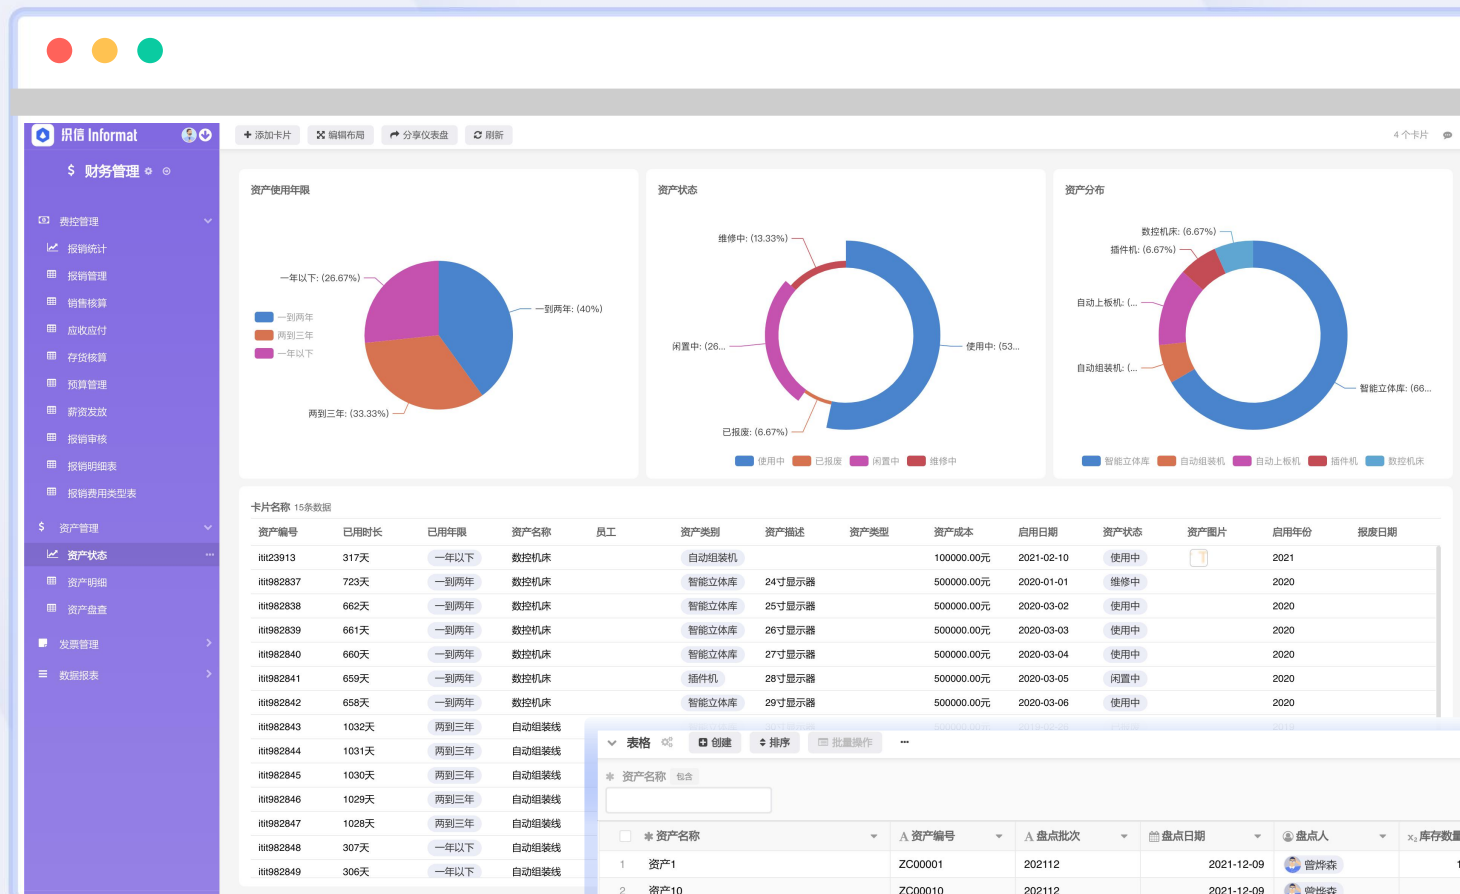 织信 Informat
财务管理
费控管理
报销统计
报销管理
销售核算
应收应付
存货核算
预算管理
薪资发放
报销审核
报销明细表
报销费用类型表
资产管理
资产状态
资产明细
资产盘查
发票管理
数据报表
添加卡片 编辑布局 分享仪表盘 刷新 4 个卡片
资产使用年限
一年以下: (26.67%)
一到两年: (40%)
两到三年: (33.33%)
一到两年
两到三年
一年以下
资产状态
维修中: (13.33%)
闲置中: (26...
使用中: (53...
已报废: (6.67%)
使用中 已报废 闲置中 维修中
资产分布
数控机床: (6.67%)
插件机: (6.67%)
自动上板机: (...
自动组装机: (...
智能立体库: (66...
智能立体库 自动组装机 自动上板机 插件机 数控机床
卡片名称 15条数据
资产编号 已用时长 已用年限 资产名称 员工 资产类别 资产描述 资产类型 资产成本 启用日期 资产状态 资产图片 启用年份 报废日期
itit23913 317天 一年以下 数控机床 自动组装机 100000.00元 2021-02-10 使用中 2021
itit982837 723天 一到两年 数控机床 智能立体库 24寸显示器 500000.00元 2020-01-01 维修中 2020
itit982838 662天 一到两年 数控机床 智能立体库 25寸显示器 500000.00元 2020-03-02 使用中 2020
itit982839 661天 一到两年 数控机床 智能立体库 26寸显示器 500000.00元 2020-03-03 使用中 2020
itit982840 660天 一到两年 数控机床 智能立体库 27寸显示器 500000.00元 2020-03-04 使用中 2020
itit982841 659天 一到两年 数控机床 插件机 28寸显示器 500000.00元 2020-03-05 闲置中 2020
itit982842 658天 一到两年 数控机床 智能立体库 29寸显示器 500000.00元 2020-03-06 使用中 2020
itit982843 1032天 两到三年 自动组装线
itit982844 1031天 两到三年 自动组装线
itit982845 1030天 两到三年 自动组装线
itit982846 1029天 两到三年 自动组装线
itit982847 1028天 两到三年 自动组装线
itit982848 307天 一年以下 自动组装线
itit982849 306天 一年以下 自动组装线
表格 创建 排序 批量操作 ···
资产名称 包含
资产名称 A 资产编号 A 盘点批次 盘点日期 盘点人 x₂ 库存数量
1 资产1 ZC00001 202112 2021-12-09 曾烨森 1
2 资产10 ZC00010 202112 2021-12-09 曾烨森